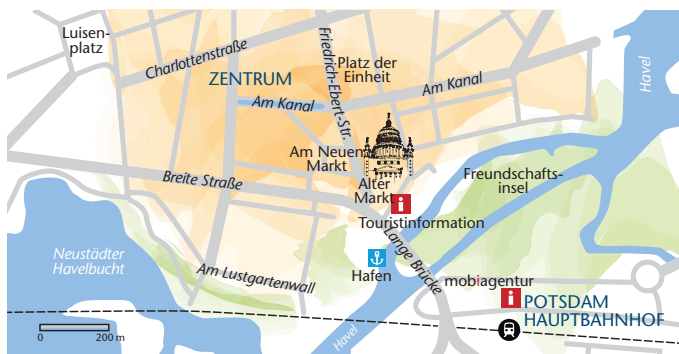 Luisen-
platz
Charlottenstraße
Friedrich-Ebert-Str.
Platz der
Einheit
Havel
ZENTRUM
Am Kanal
Am Kanal
Am Neuen
Markt
Breite Straße
Alter
Markt
Freundschafts-
insel
i
Touristinformation
Lange Brücke
Neustädter
Havelbucht
Am Lustgartenwall
Hafen
mobiagentur
i
POTSDAM
HAUPTBAHNHOF
Havel
0 200 m